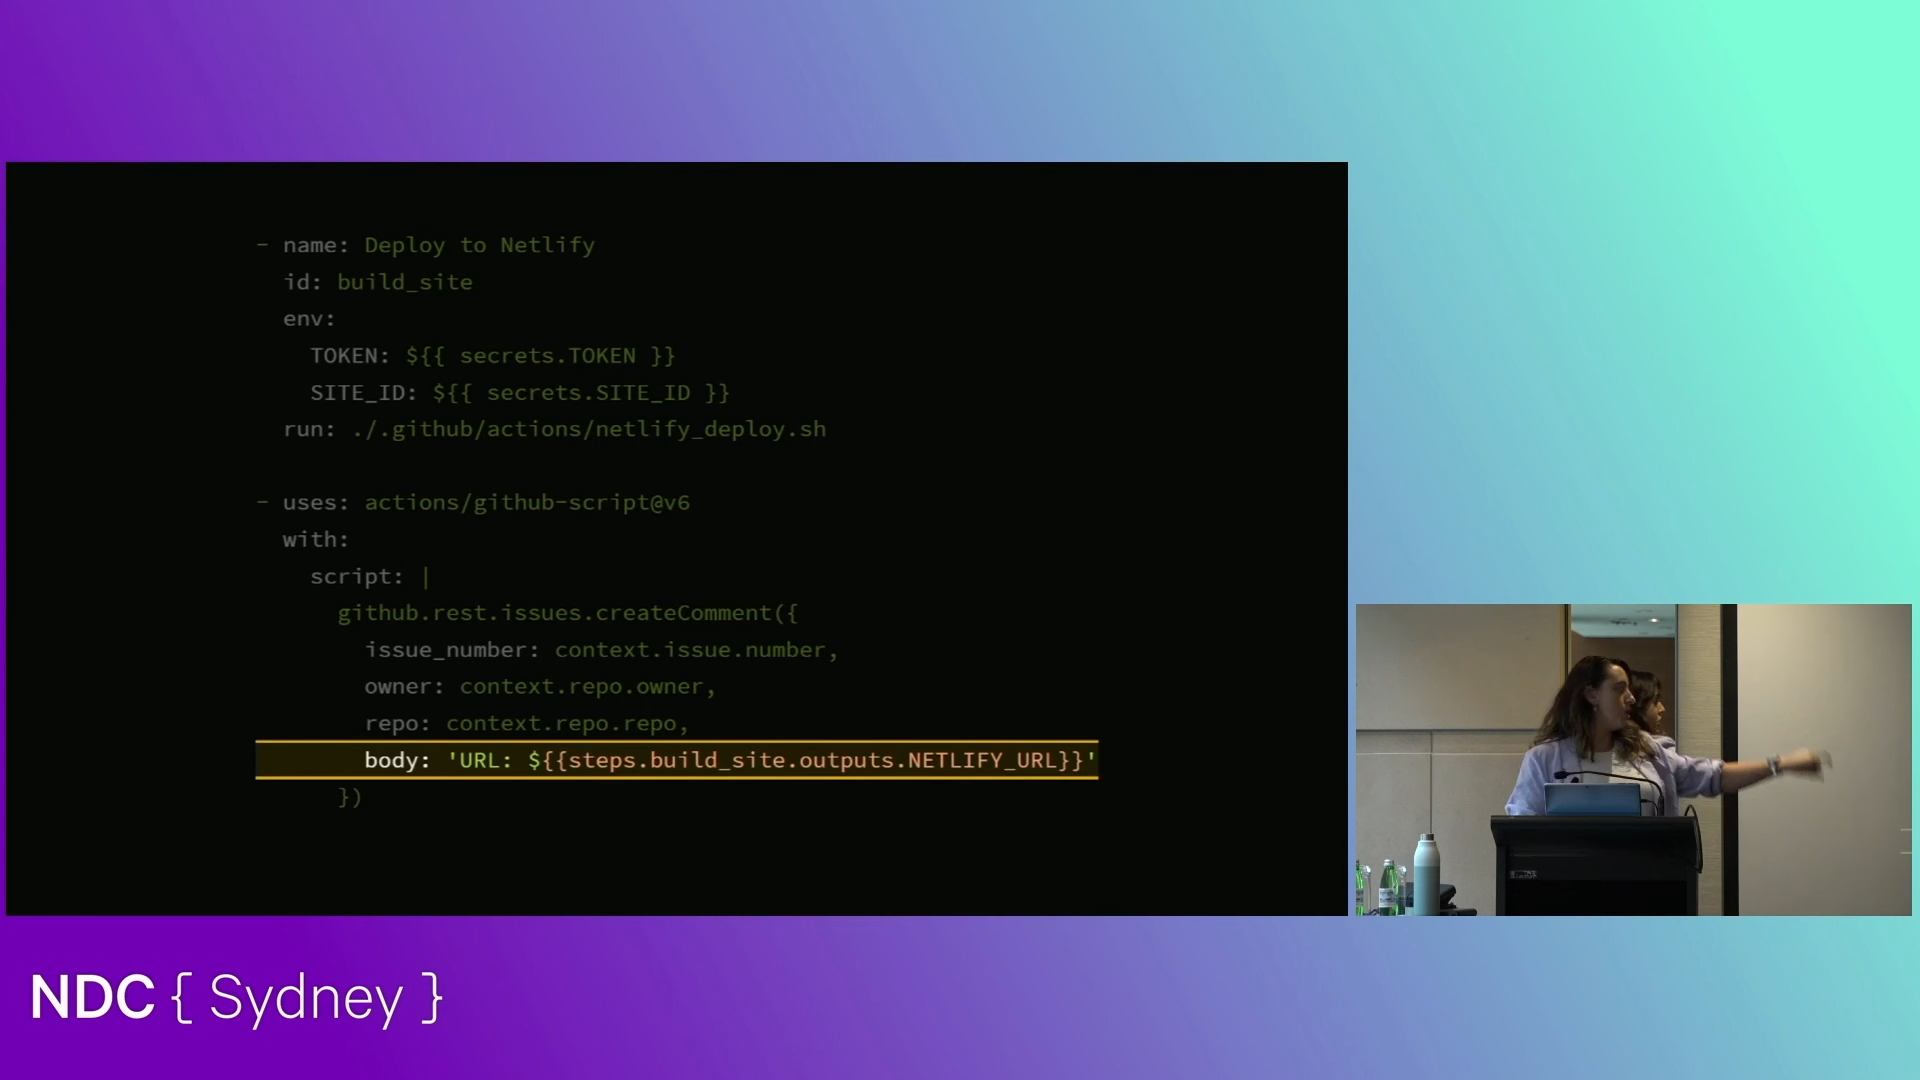 - name: Deploy to Netlify
id: build_site
env:
TOKEN: ${{ secrets.TOKEN }}
SITE_ID: ${{ secrets.SITE_ID }}
run: ./.github/actions/netlify_deploy.sh
- uses: actions/github-script@v6
with:
script: |
github.rest.issues.createComment({
issue_number: context.issue.number,
owner: context.repo.owner,
repo: context.repo.repo,
body: 'URL: ${{steps.build_site.outputs.NETLIFY_URL}}'
})
NDC { Sydney }